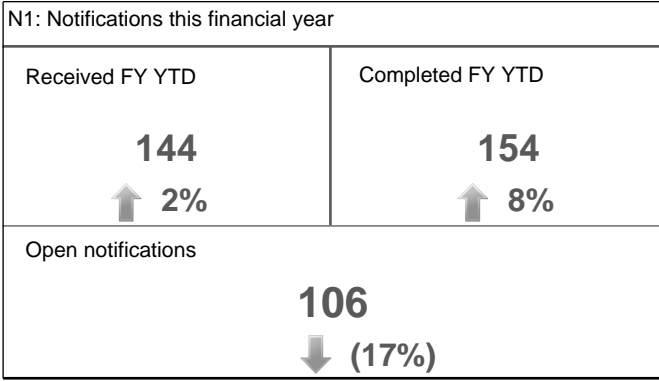 N1: Notifications this financial year
Received FY YTD
144
2%
Completed FY YTD
154
8%
Open notifications
106
(17%)